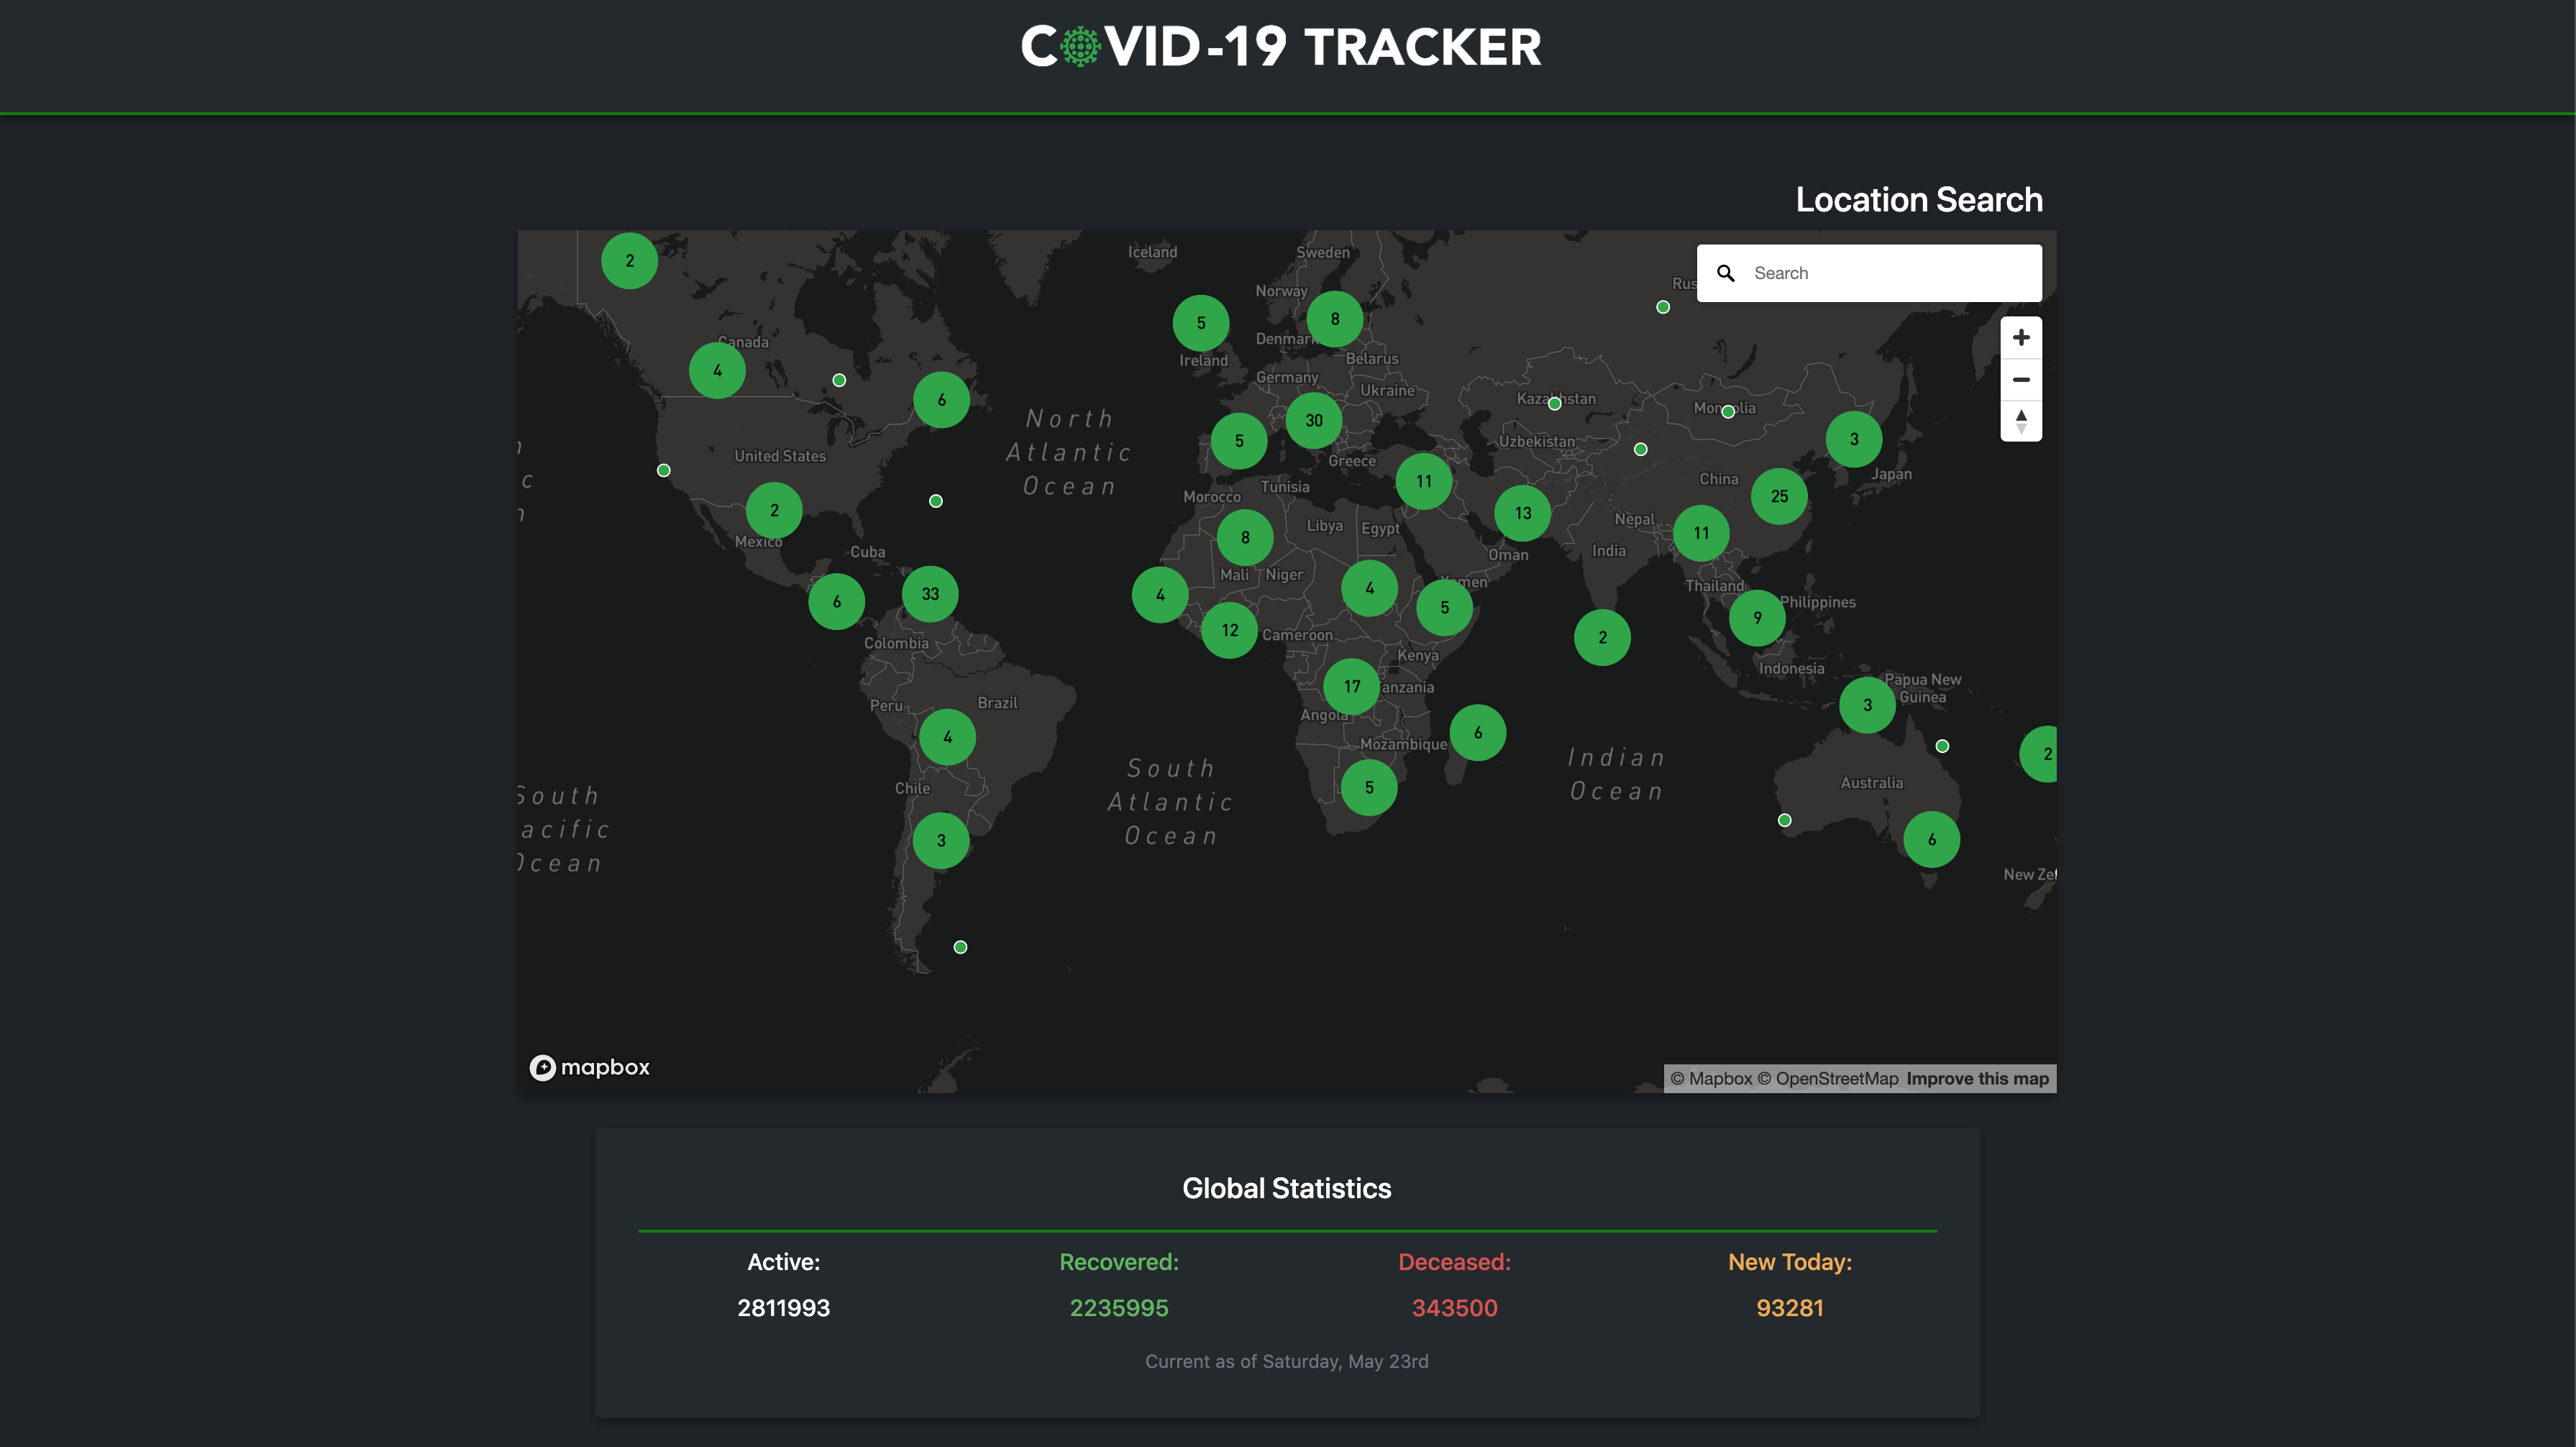 COVID-19 TRACKER
Location Search
Iceland
Sweden
2
Search
Norway
5
8
Denmark
Canada
Ireland
Belarus
4
Germany
Ukraine
6
Kazakhstan
Mongolia
North
Atlantic
Ocean
30
5
Uzbekistan
3
United States
Greece
Japan
11
China
25
Morocco
Tunisia
2
13
Nepal
Libya
Egypt
11
8
Mexico
Cuba
Oman
India
Mali
Niger
Yemen
Thailand
6
33
4
4
5
Philippines
12
Cameroon
9
2
Colombia
Kenya
Indonesia
17
Tanzania
Papua New
Guinea
Peru
Brazil
Angola
3
4
6
Mozambique
2
South
Atlantic
Ocean
Indian
Ocean
Chile
5
Australia
South
acific
Ocean
3
6
mapbox
© Mapbox © OpenStreetMap Improve this map
Global Statistics
Active: Recovered: Deceased: New Today:
2811993 2235995 343500 93281
Current as of Saturday, May 23rd